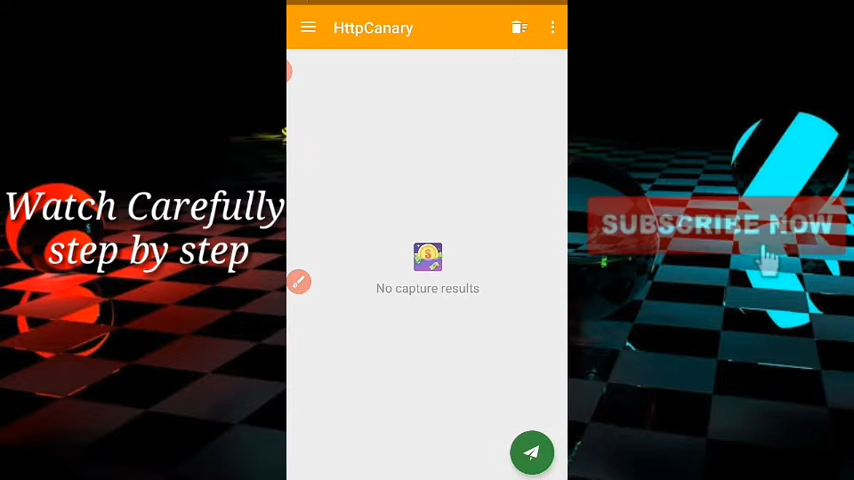 HttpCanary
Watch Carefully
step by step
SUBSCRIBE NOW
No capture results